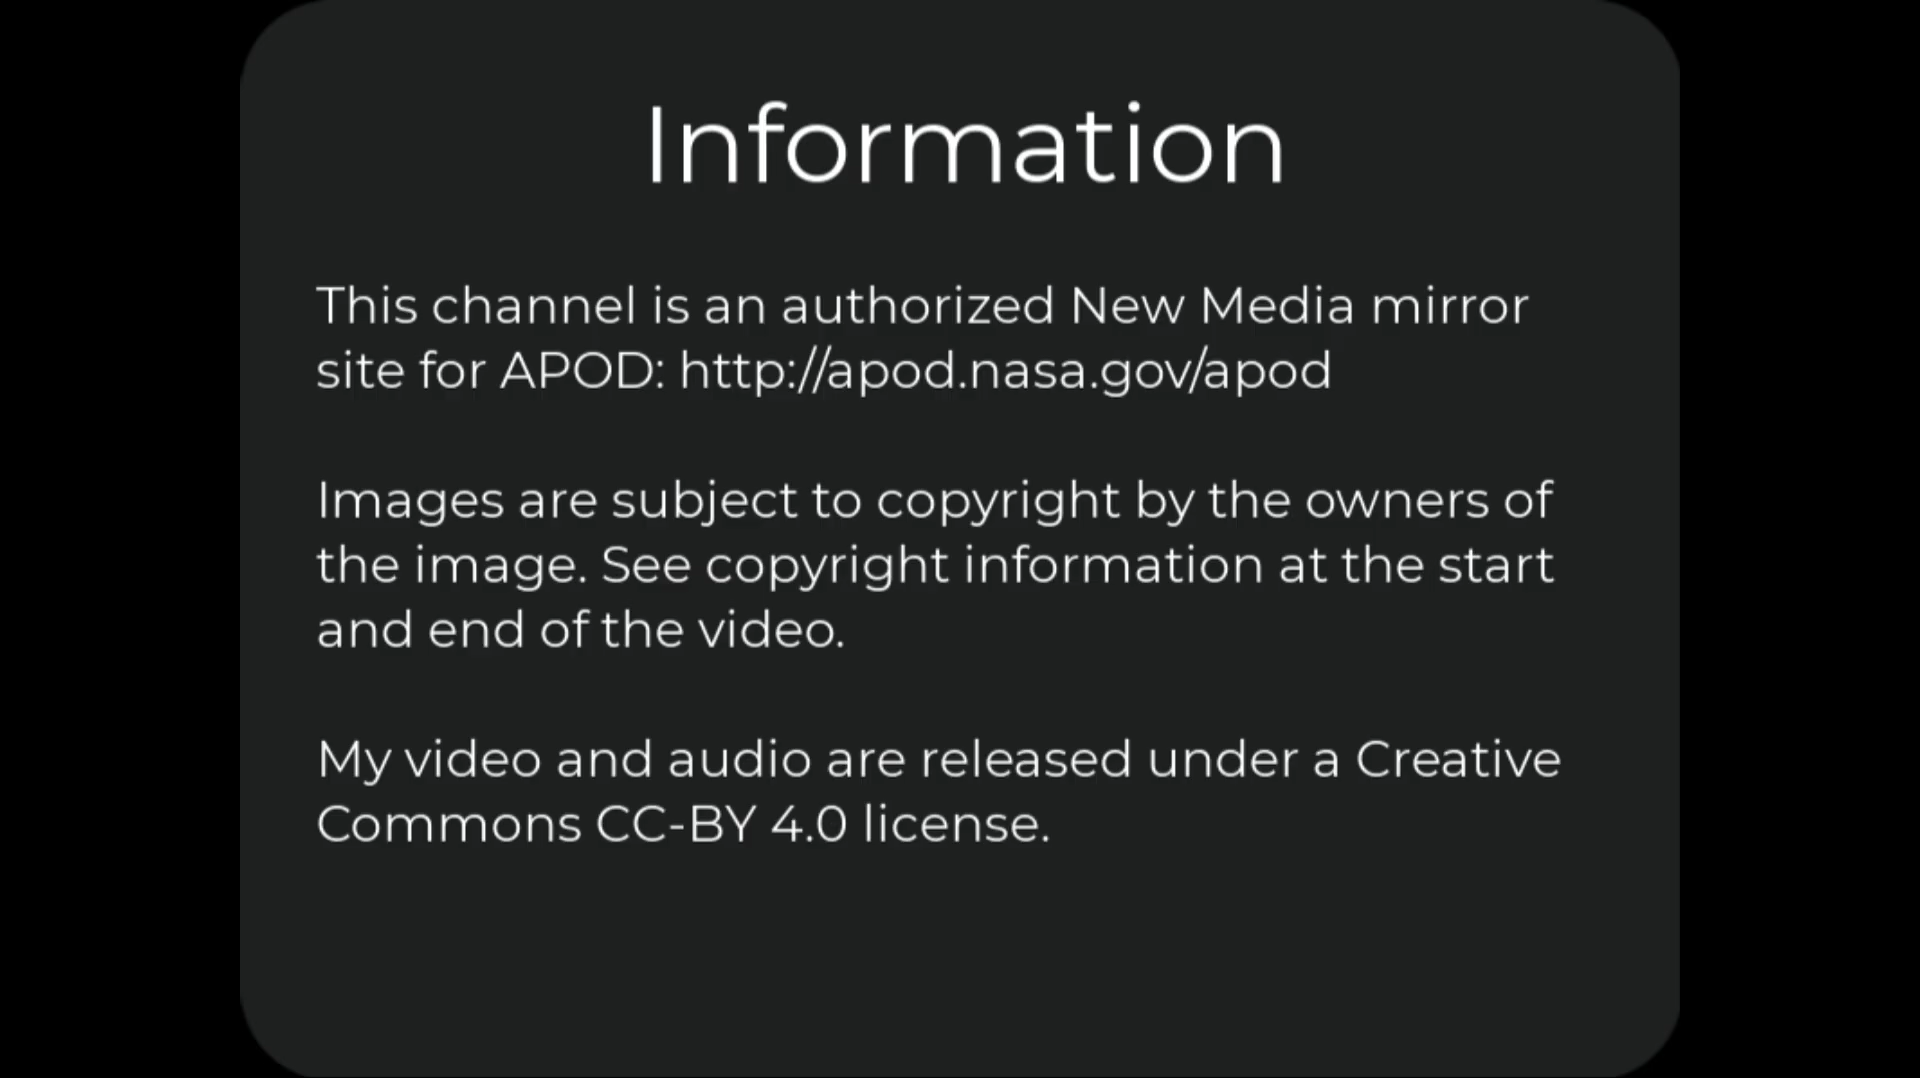 Information
This channel is an authorized New Media mirror
site for APOD: http://apod.nasa.gov/apod
Images are subject to copyright by the owners of
the image. See copyright information at the start
and end of the video.
My video and audio are released under a Creative
Commons CC-BY 4.0 license.